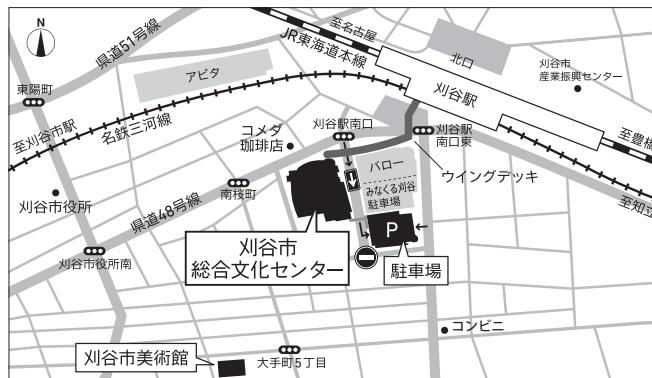 N
県道51号線
至名古屋
JR東海道本線
北口
刈谷市
産業振興センター
アピタ
刈谷駅
東陽町
至刈谷市駅
名鉄三河線
コメダ
珈琲店
刈谷駅南口
刈谷駅
南口東
至豊橋
バロー
ウイングデッキ
みなくる刈谷
駐車場
南桜町
刈谷市役所
県道48号線
至知立
P
刈谷市
総合文化センター
駐車場
刈谷市役所南
コンビニ
刈谷市美術館
大手町5丁目